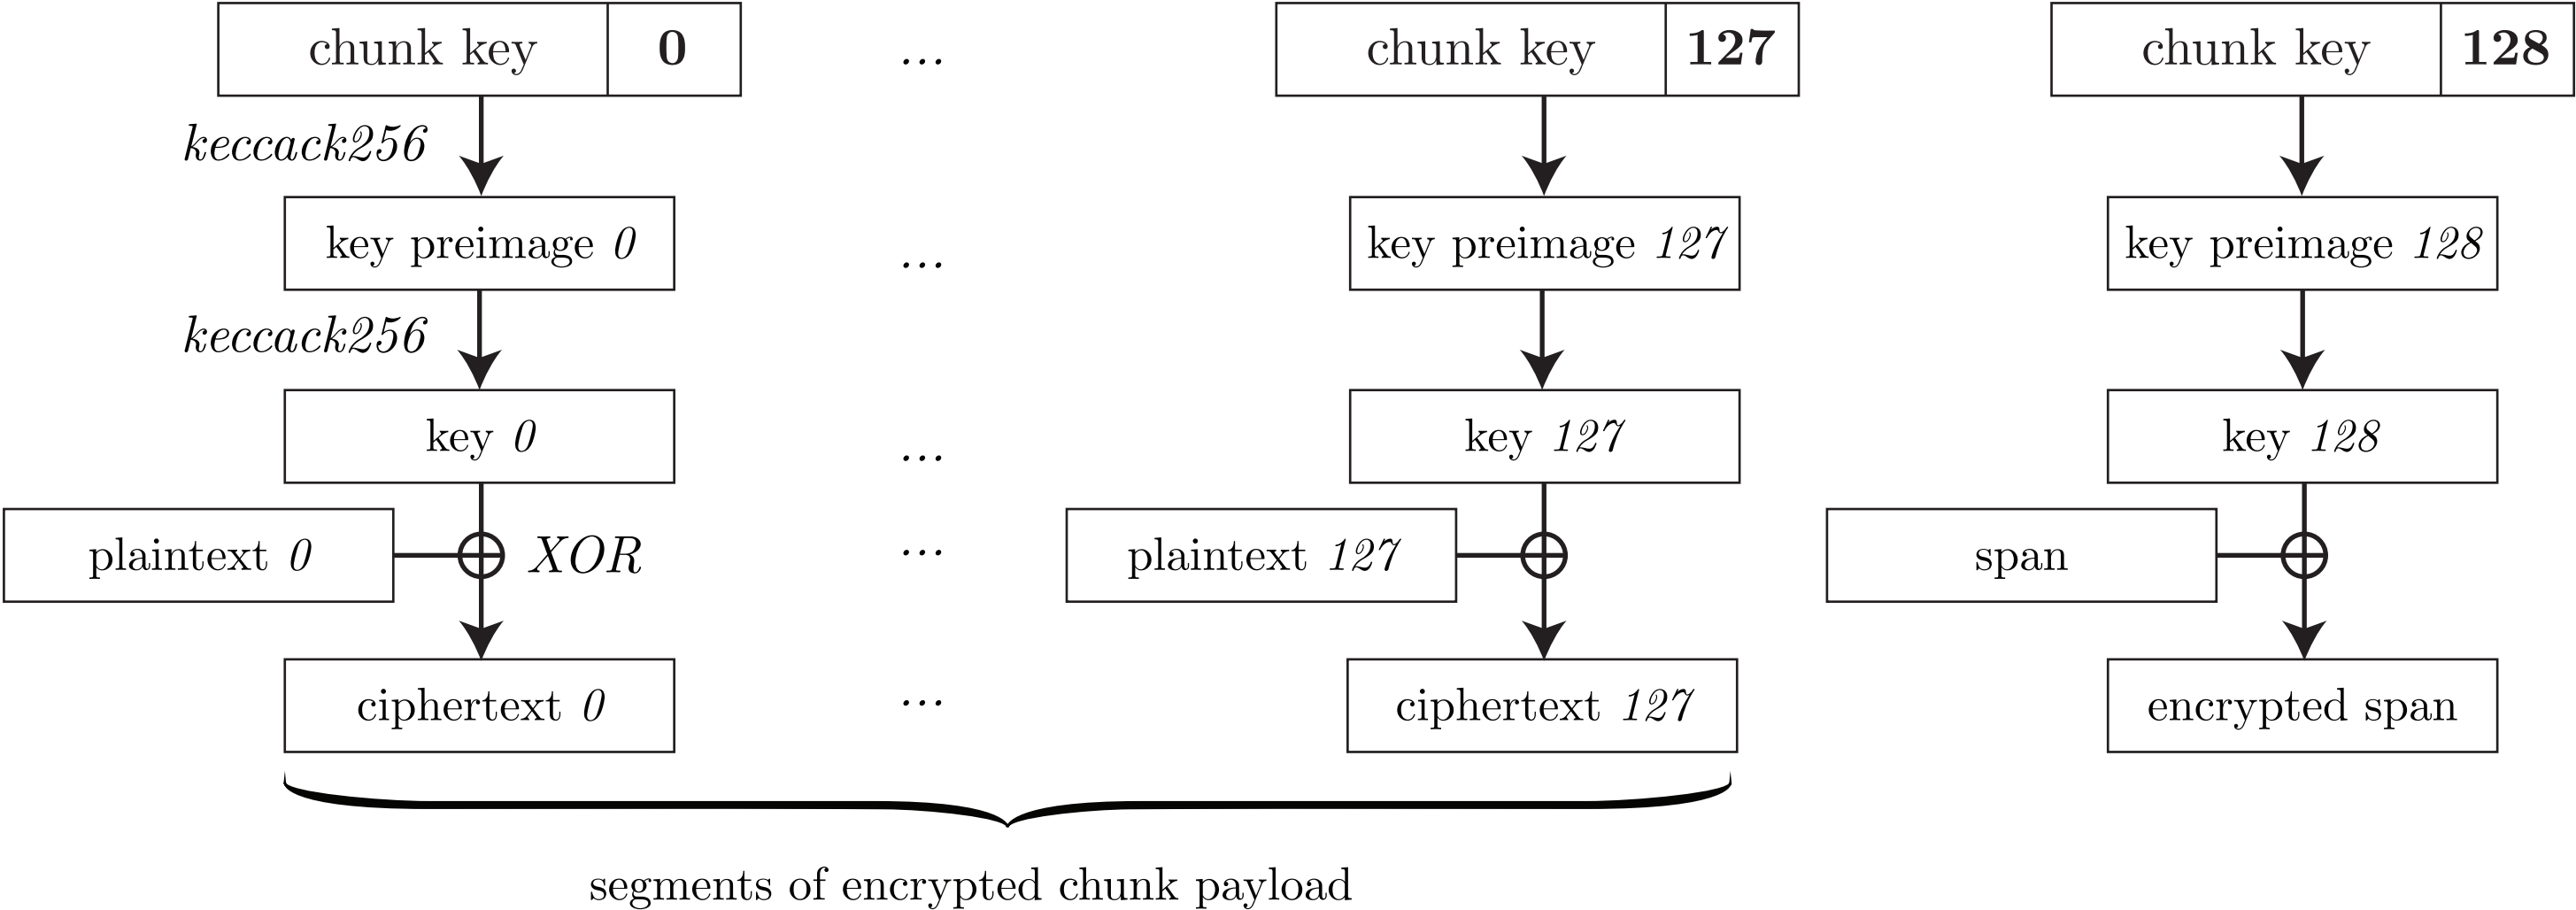 chunk key 0 ... chunk key 127 chunk key 128
keccack256
key preimage 0 ... key preimage 127 key preimage 128
keccack256
key 0 ... key 127 key 128
plaintext 0 XOR ... plaintext 127 span
ciphertext 0 ... ciphertext 127 encrypted span
segments of encrypted chunk payload